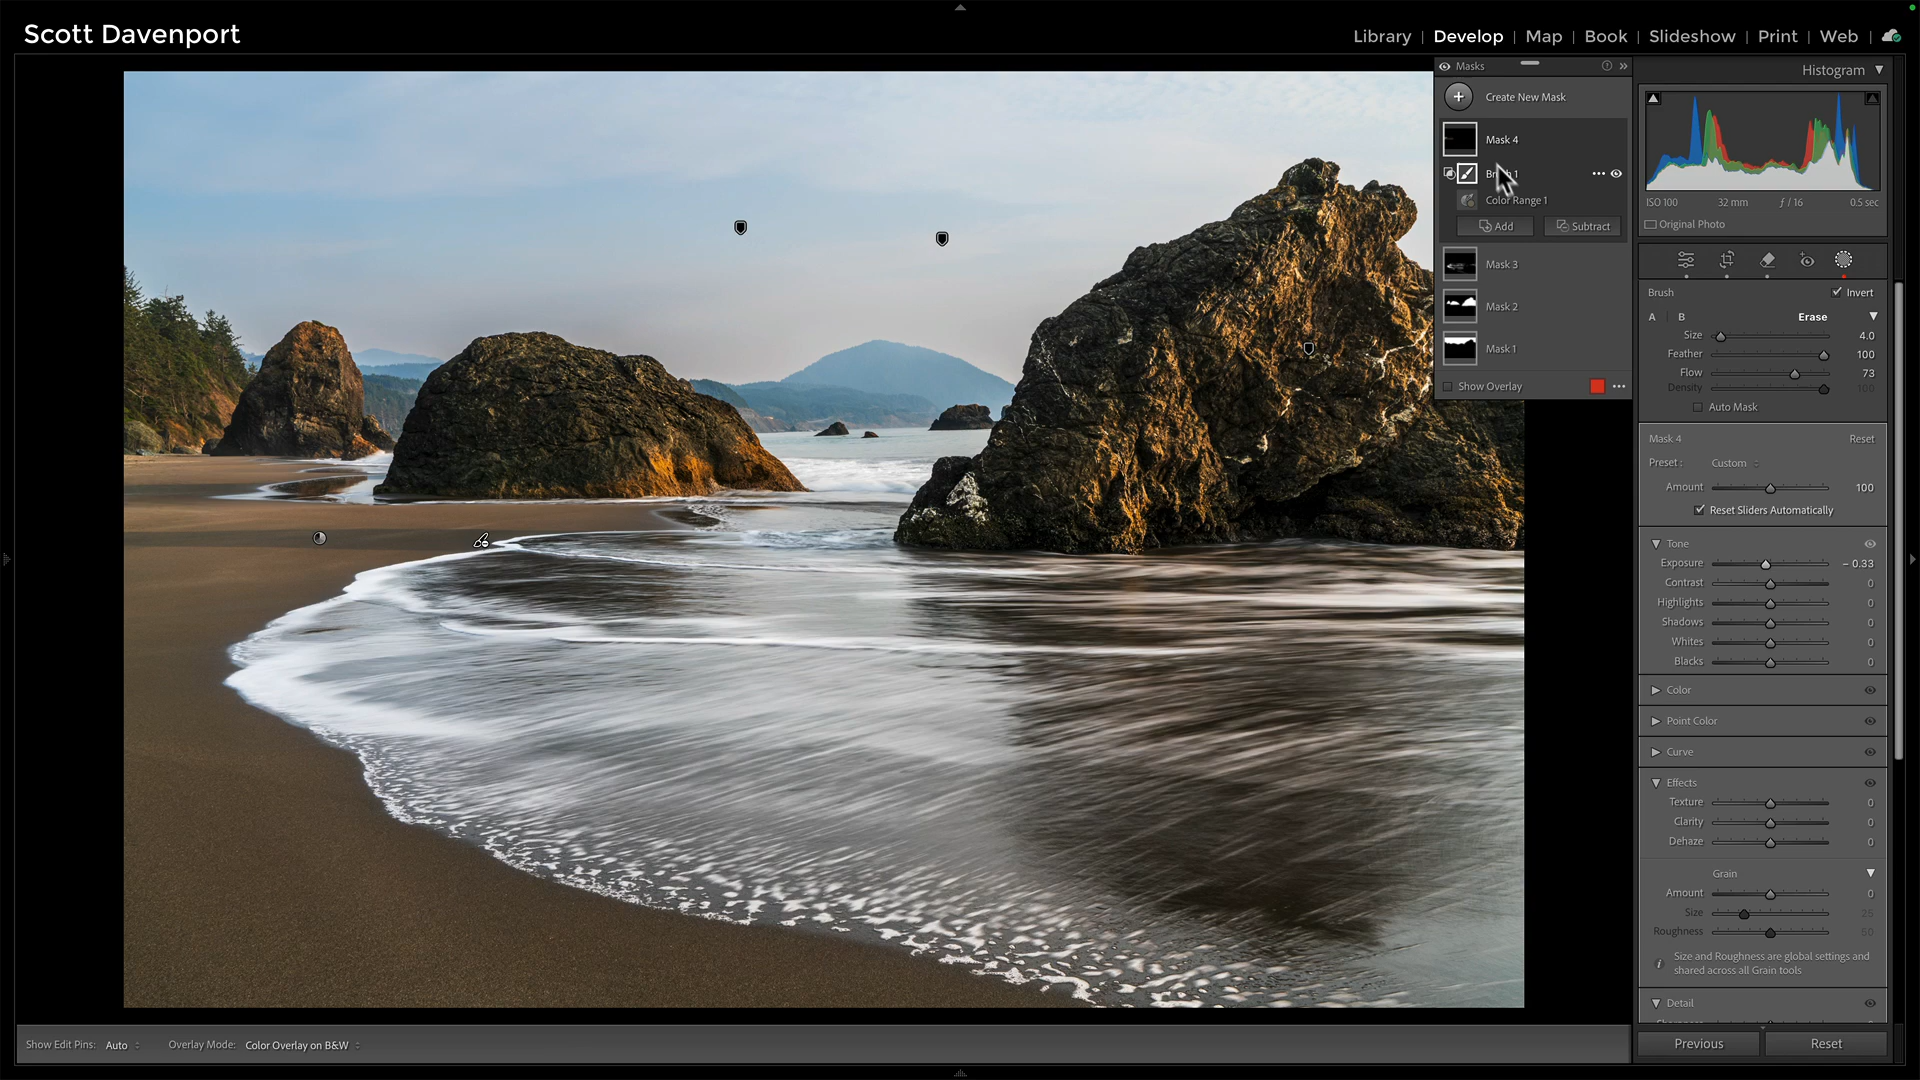 Scott Davenport
Library | Develop | Map | Book | Slideshow | Print | Web |
Masks
Create New Mask
Mask 4
Color Range 1
Add Subtract
Mask 3
Mask 2
Mask 1
Show Overlay
Histogram
ISO 100 32 mm ƒ / 16 0.5 sec
Original Photo
Brush Invert
A B Erase
Size 4.0
Feather 100
Flow 73
Density 100
Auto Mask
Mask 4 Reset
Preset : Custom
Amount 100
Reset Sliders Automatically
Tone
Exposure – 0.33
Contrast 0
Highlights 0
Shadows 0
Whites 0
Blacks 0
Color
Point Color
Curve
Effects
Texture 0
Clarity 0
Dehaze 0
Grain
Amount 0
Size 25
Roughness 50
Size and Roughness are global settings and
shared across all Grain tools
Detail
Previous Reset
Show Edit Pins: Auto Overlay Mode: Color Overlay on B&W